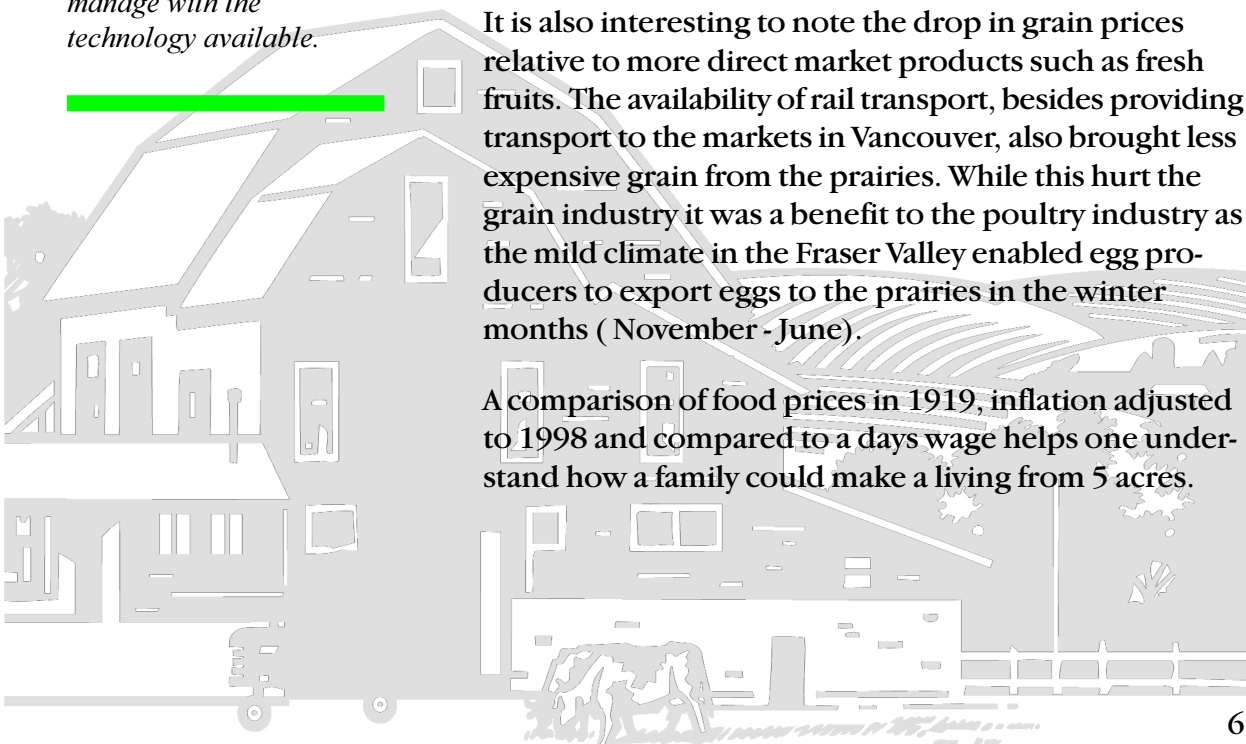 manage with the
technology available.
It is also interesting to note the drop in grain prices
relative to more direct market products such as fresh
fruits. The availability of rail transport, besides providing
transport to the markets in Vancouver, also brought less
expensive grain from the prairies. While this hurt the
grain industry it was a benefit to the poultry industry as
the mild climate in the Fraser Valley enabled egg pro-
ducers to export eggs to the prairies in the winter
months ( November - June).
A comparison of food prices in 1919, inflation adjusted
to 1998 and compared to a days wage helps one under-
stand how a family could make a living from 5 acres.
6